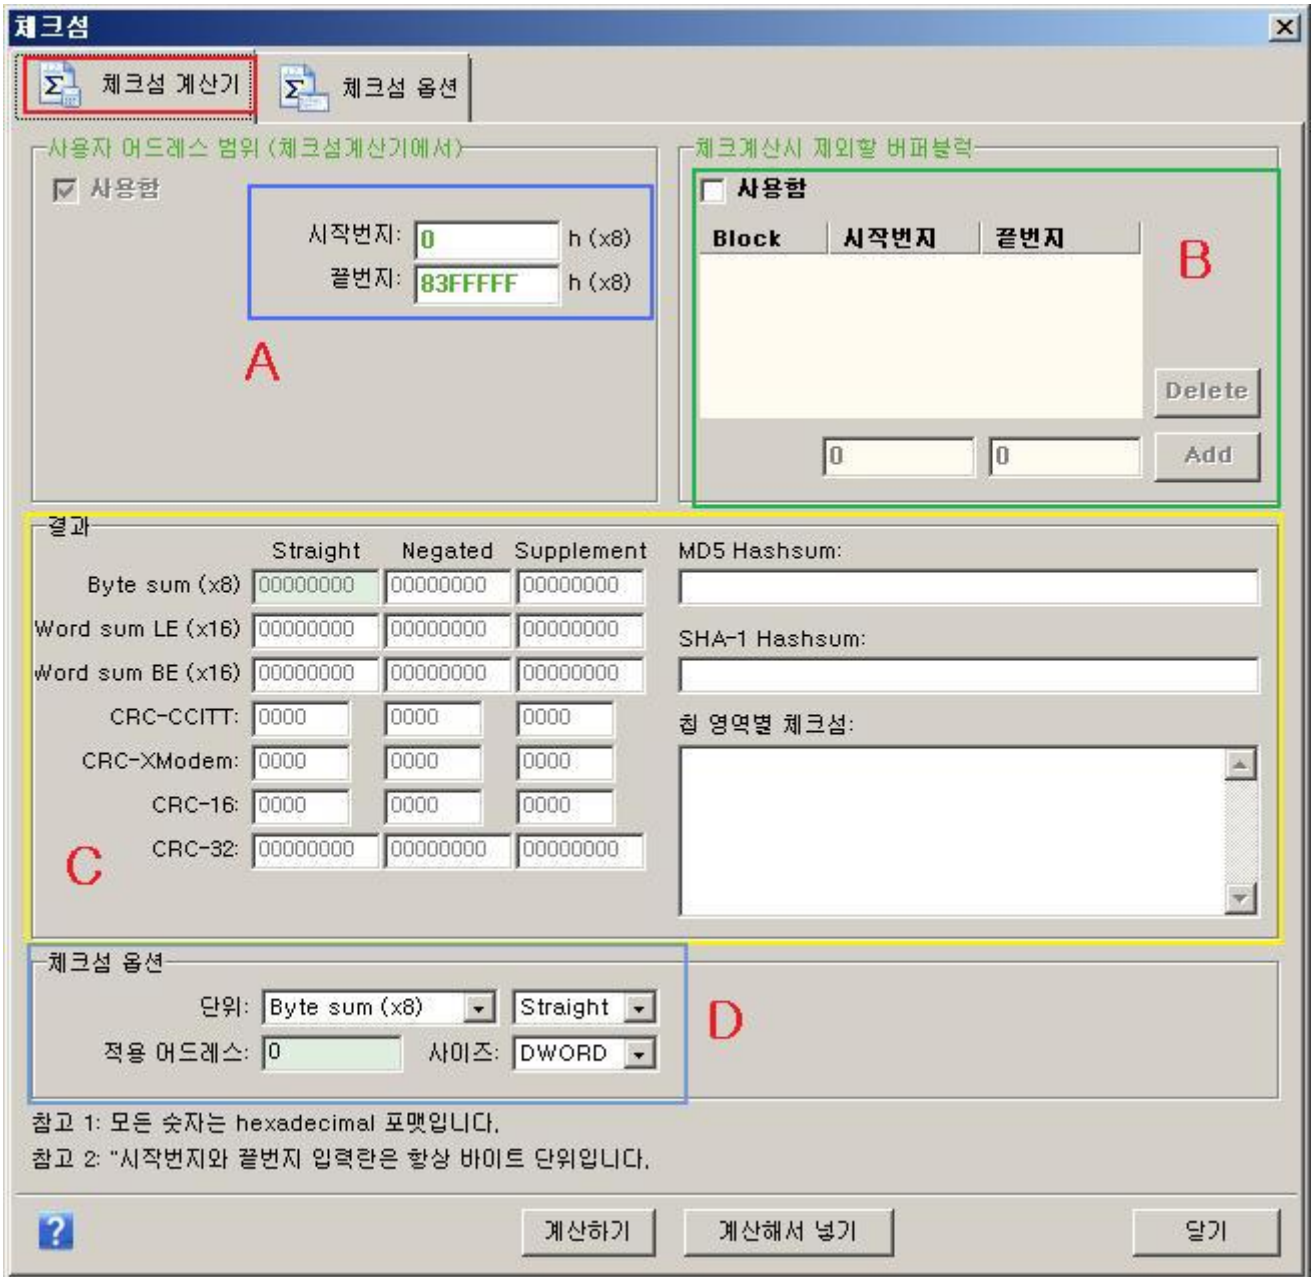 체크섬
체크섬 계산기
체크섬 옵션
사용자 어드레스 범위 (체크섬계산기에서)
사용함
시작번지: 0 h (x8)
끝번지: 83FFFFF h (x8)
A
체크계산시 제외할 버퍼블럭
사용함
Block 시작번지 끝번지
B
Delete
0 0 Add
결과
Straight Negated Supplement
Byte sum (x8) 00000000 00000000 00000000
Word sum LE (x16) 00000000 00000000 00000000
Word sum BE (x16) 00000000 00000000 00000000
CRC-CCITT: 0000 0000 0000
CRC-XModem: 0000 0000 0000
CRC-16: 0000 0000 0000
CRC-32: 00000000 00000000 00000000
C
MD5 Hashsum:
SHA-1 Hashsum:
칩 영역별 체크섬:
체크섬 옵션
단위: Byte sum (x8) Straight
적용 어드레스: 0 사이즈: DWORD
D
참고 1: 모든 숫자는 hexadecimal 포맷입니다.
참고 2: "시작번지와 끝번지 입력란은 항상 바이트 단위입니다.
?
계산하기 계산해서 넣기 닫기